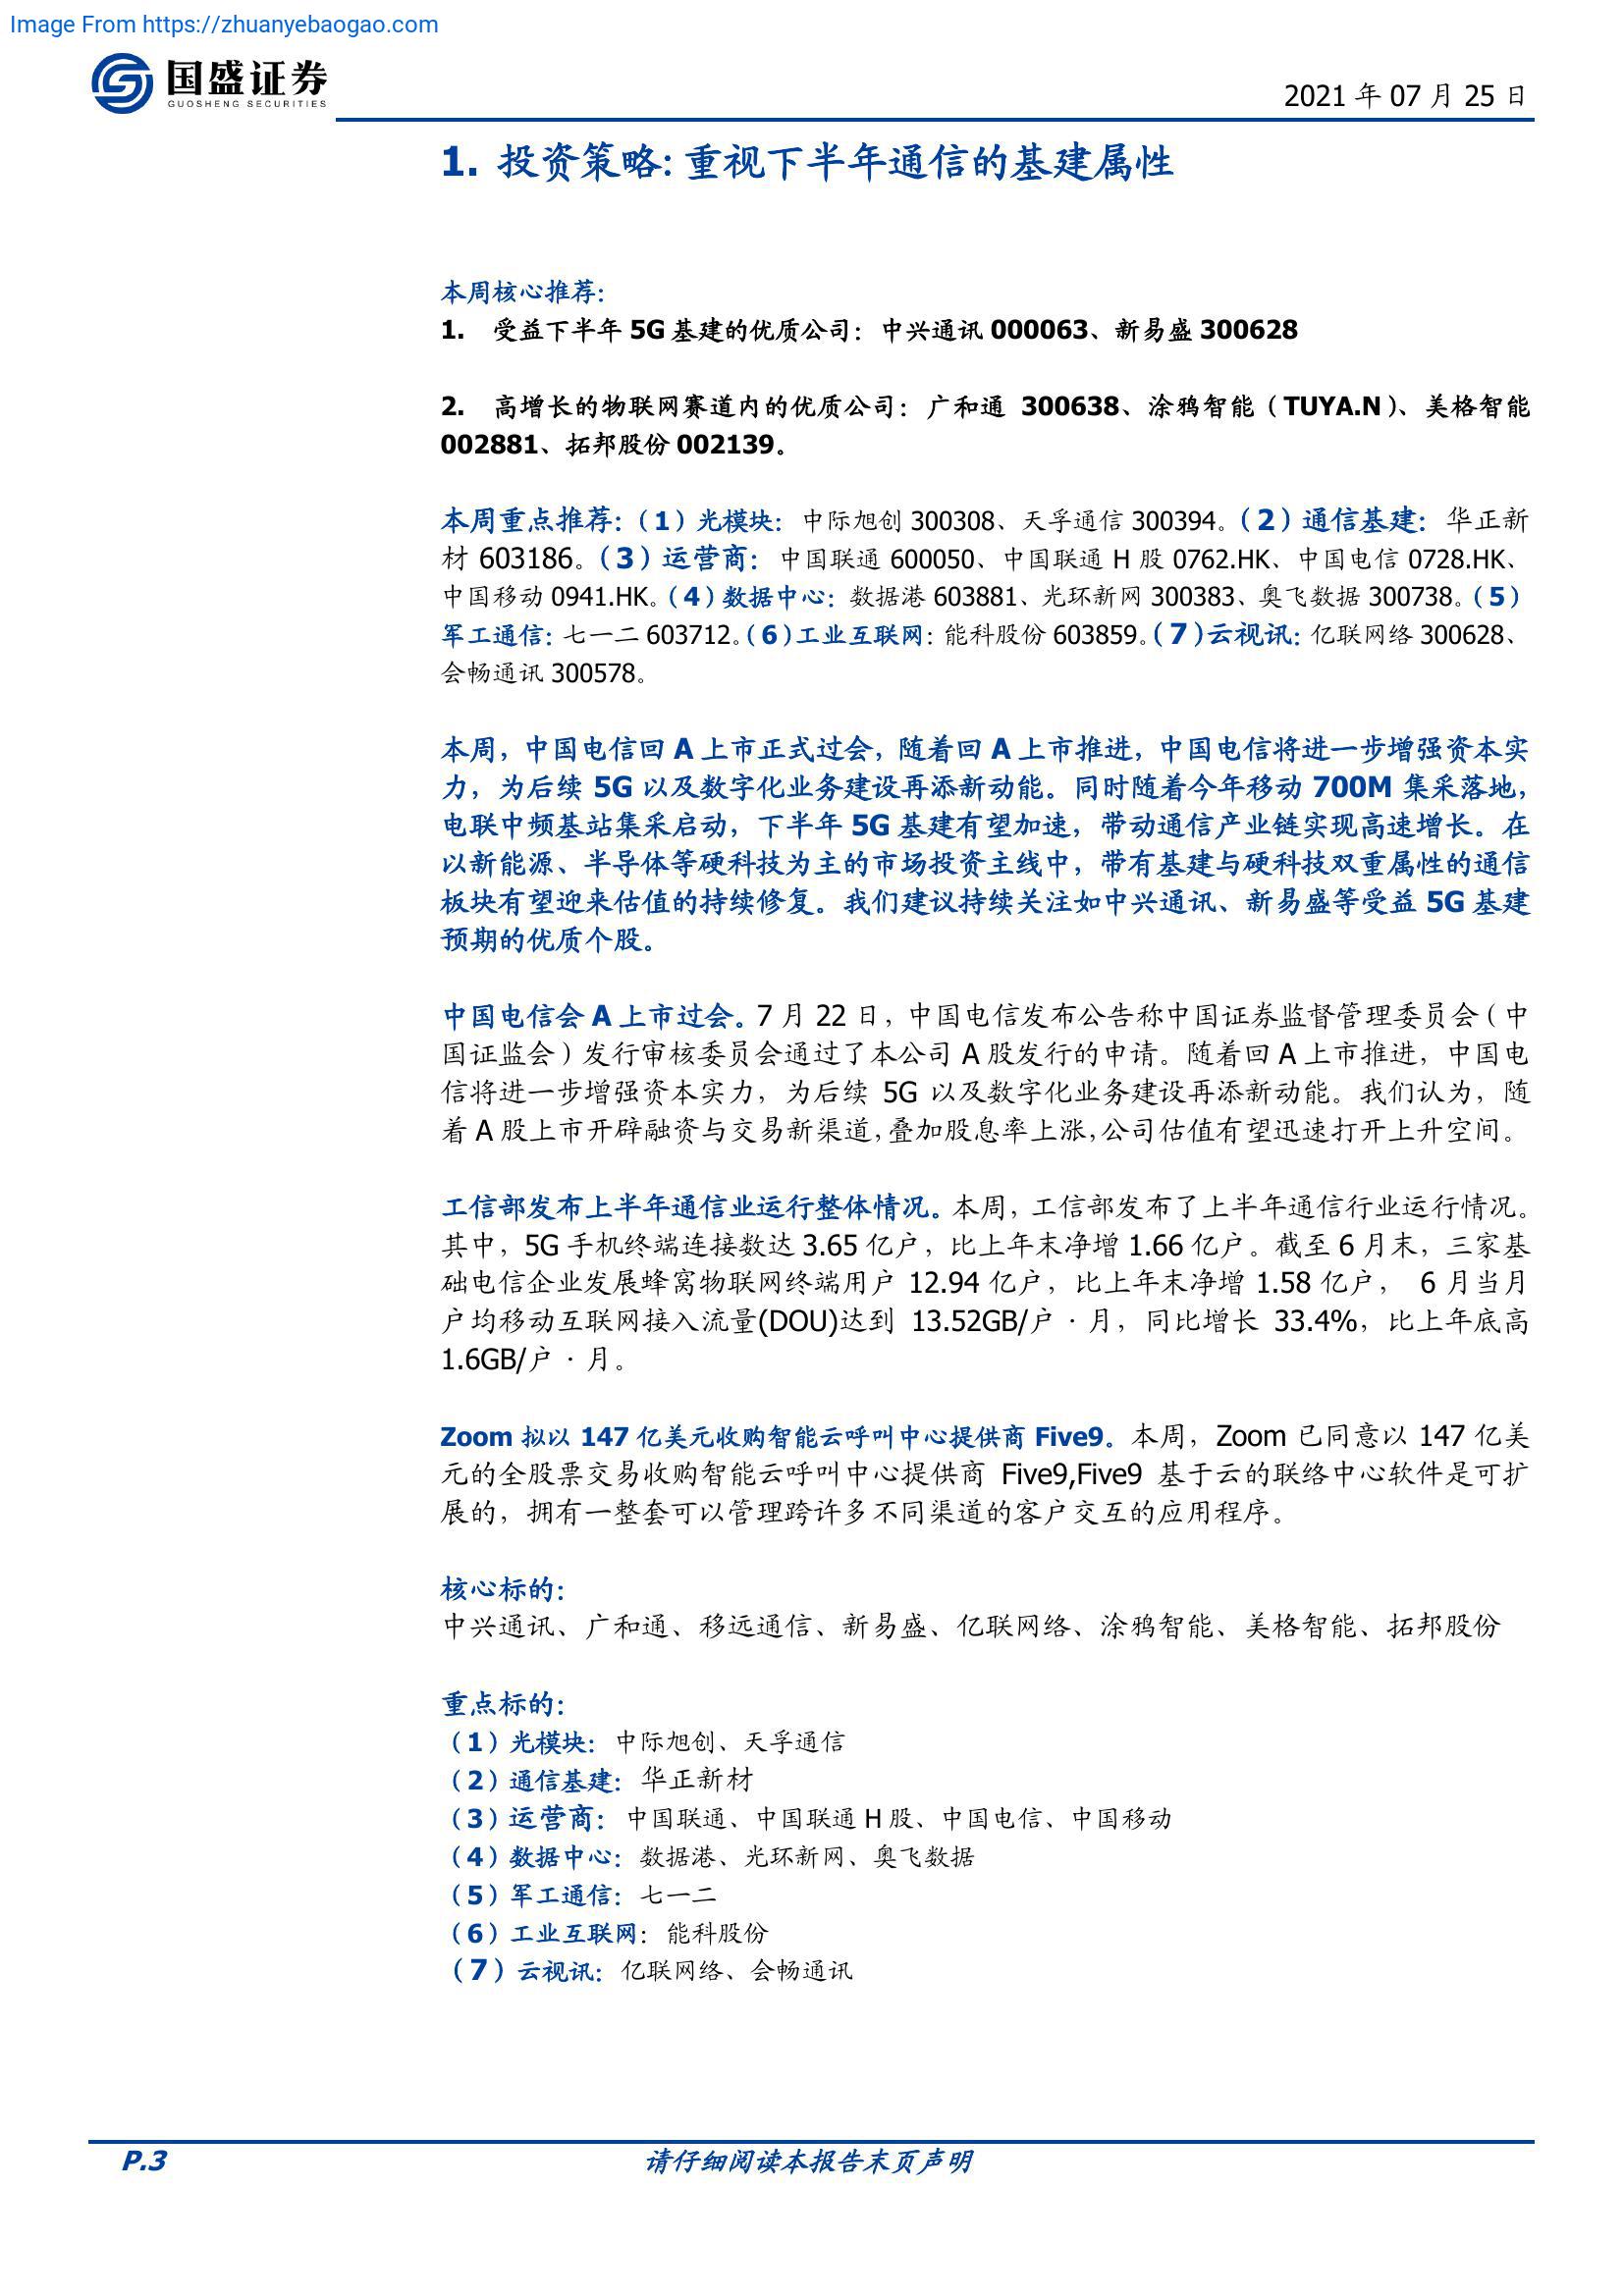 Image From https://zhuanyebaogao.com
国盛证券
GUOSHENG SECURITIES
2021 年 07 月 25 日
1. 投资策略: 重视下半年通信的基建属性
本周核心推荐:
1. 受益下半年 5G 基建的优质公司: 中兴通讯 000063、新易盛 300628
2. 高增长的物联网赛道内的优质公司: 广和通 300638、涂鸦智能（TUYA.N）、美格智能
002881、拓邦股份 002139。
本周重点推荐:（1）光模块: 中际旭创 300308、天孚通信 300394。（2）通信基建: 华正新
材 603186。（3）运营商: 中国联通 600050、中国联通 H 股 0762.HK、中国电信 0728.HK、
中国移动 0941.HK。（4）数据中心: 数据港 603881、光环新网 300383、奥飞数据 300738。（5）
军工通信: 七一二 603712。（6）工业互联网: 能科股份 603859。（7）云视讯: 亿联网络 300628、
会畅通讯 300578。
本周，中国电信回 A 上市正式过会，随着回 A 上市推进，中国电信将进一步增强资本实
力，为后续 5G 以及数字化业务建设再添新动能。同时随着今年移动 700M 集采落地，
电联中频基站集采启动，下半年 5G 基建有望加速，带动通信产业链实现高速增长。在
以新能源、半导体等硬科技为主的市场投资主线中，带有基建与硬科技双重属性的通信
板块有望迎来估值的持续修复。我们建议持续关注如中兴通讯、新易盛等受益 5G 基建
预期的优质个股。
中国电信会 A 上市过会。7 月 22 日，中国电信发布公告称中国证券监督管理委员会（中
国证监会）发行审核委员会通过了本公司 A 股发行的申请。随着回 A 上市推进，中国电
信将进一步增强资本实力，为后续 5G 以及数字化业务建设再添新动能。我们认为，随
着 A 股上市开辟融资与交易新渠道，叠加股息率上涨，公司估值有望迅速打开上升空间。
工信部发布上半年通信业运行整体情况。本周，工信部发布了上半年通信行业运行情况。
其中，5G 手机终端连接数达 3.65 亿户，比上年末净增 1.66 亿户。截至 6 月末，三家基
础电信企业发展蜂窝物联网终端用户 12.94 亿户，比上年末净增 1.58 亿户， 6 月当月
户均移动互联网接入流量(DOU)达到 13.52GB/户·月，同比增长 33.4%，比上年底高
1.6GB/户·月。
Zoom 拟以 147 亿美元收购智能云呼叫中心提供商 Five9。本周，Zoom 已同意以 147 亿美
元的全股票交易收购智能云呼叫中心提供商 Five9,Five9 基于云的联络中心软件是可扩
展的，拥有一整套可以管理跨许多不同渠道的客户交互的应用程序。
核心标的:
中兴通讯、广和通、移远通信、新易盛、亿联网络、涂鸦智能、美格智能、拓邦股份
重点标的:
（1）光模块: 中际旭创、天孚通信
（2）通信基建: 华正新材
（3）运营商: 中国联通、中国联通 H 股、中国电信、中国移动
（4）数据中心: 数据港、光环新网、奥飞数据
（5）军工通信: 七一二
（6）工业互联网: 能科股份
（7）云视讯: 亿联网络、会畅通讯
P.3
请仔细阅读本报告末页声明